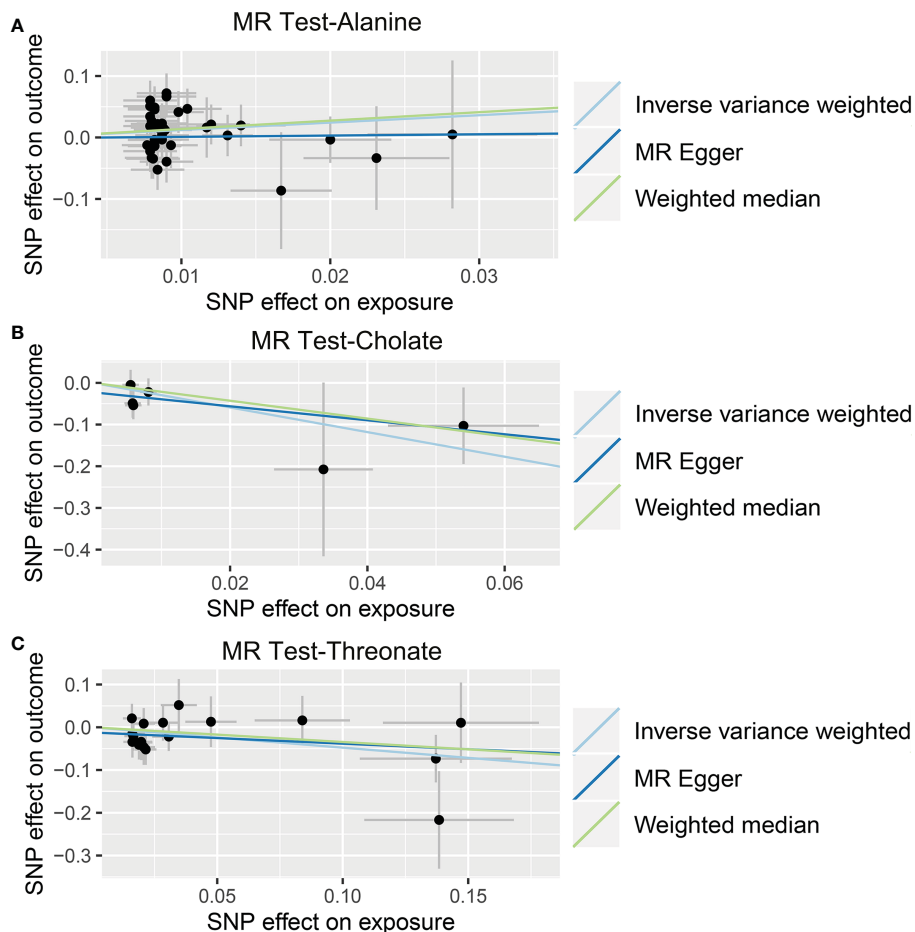 A
MR Test-Alanine
SNP effect on outcome
0.1
0.0
−0.1
0.01
0.02
0.03
SNP effect on exposure
Inverse variance weighted
MR Egger
Weighted median
B
MR Test-Cholate
SNP effect on outcome
0.0
−0.1
−0.2
−0.3
−0.4
0.02
0.04
0.06
SNP effect on exposure
Inverse variance weighted
MR Egger
Weighted median
C
MR Test-Threonate
SNP effect on outcome
0.1
0.0
−0.1
−0.2
−0.3
0.05
0.10
0.15
SNP effect on exposure
Inverse variance weighted
MR Egger
Weighted median